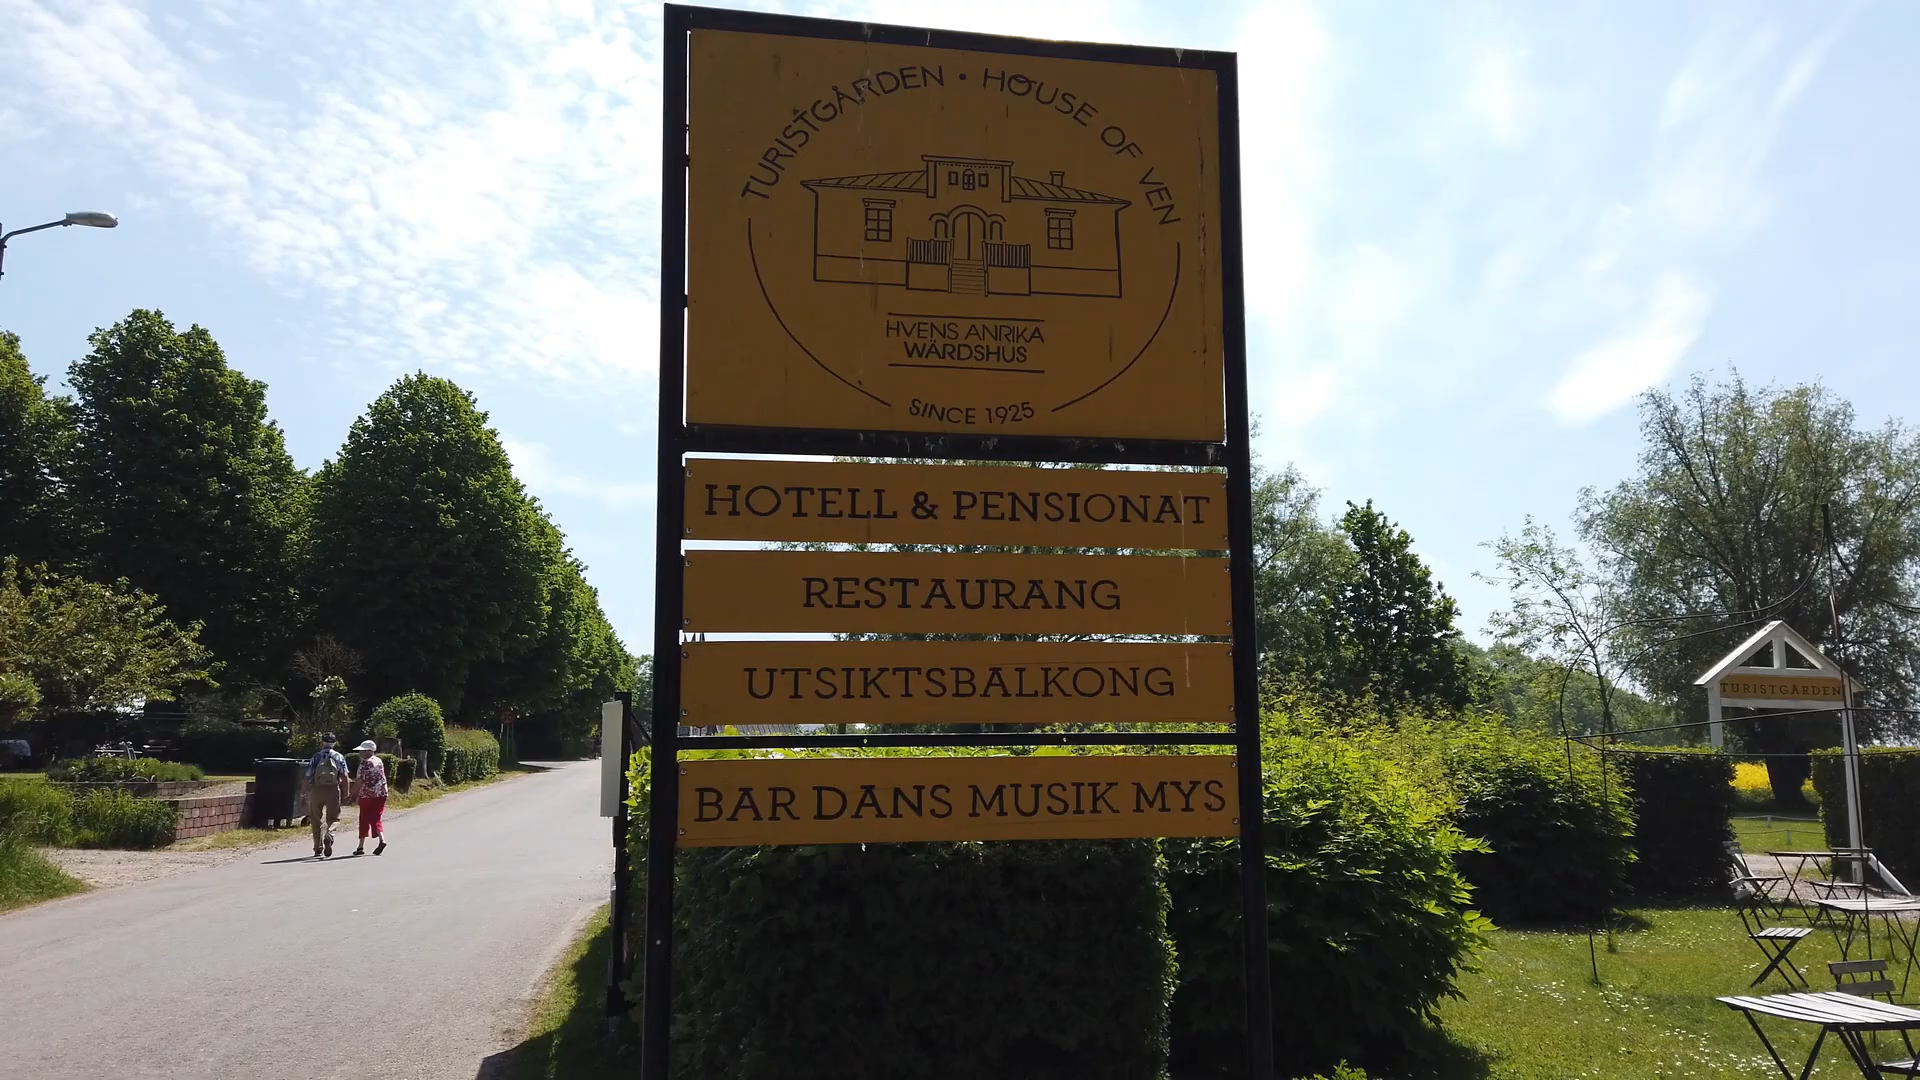 TURISTGÅRDEN • HOUSE OF VEN
HVENS ANRIKA
WÄRDSHUS
SINCE 1925
HOTELL & PENSIONAT
RESTAURANG
UTSIKTSBALKONG
BAR DANS MUSIK MYS
TURISTGÅRDEN